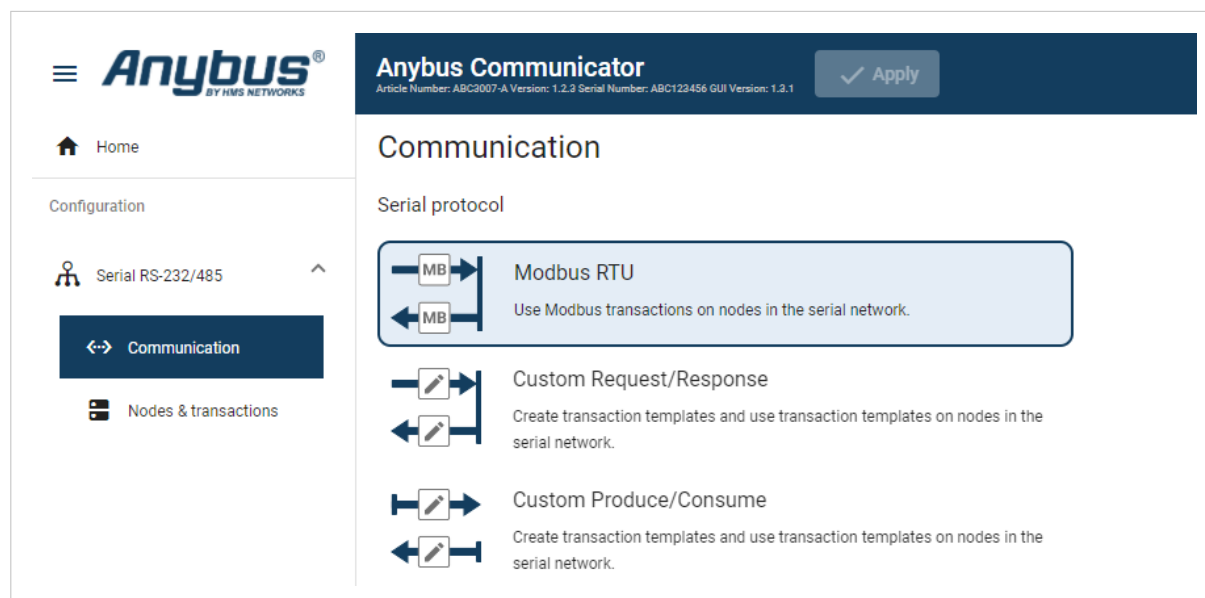 Anybus®
BY HMS NETWORKS
Anybus Communicator
Article Number: ABC3007-A Version: 1.2.3 Serial Number: ABC123456 GUI Version: 1.3.1
Apply
Home
Configuration
Serial RS-232/485
Communication
Nodes & transactions
Communication
Serial protocol
MB
MB
Modbus RTU
Use Modbus transactions on nodes in the serial network.
Custom Request/Response
Create transaction templates and use transaction templates on nodes in the
serial network.
Custom Produce/Consume
Create transaction templates and use transaction templates on nodes in the
serial network.